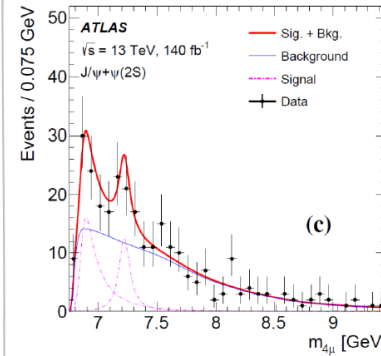 50
40
30
20
10
0
Events / 0.075 GeV
ATLAS
√s = 13 TeV, 140 fb⁻¹
J/ψ+ψ(2S)
Sig. + Bkg.
Background
Signal
Data
(c)
7 7.5 8 8.5 9
m4μ [GeV]